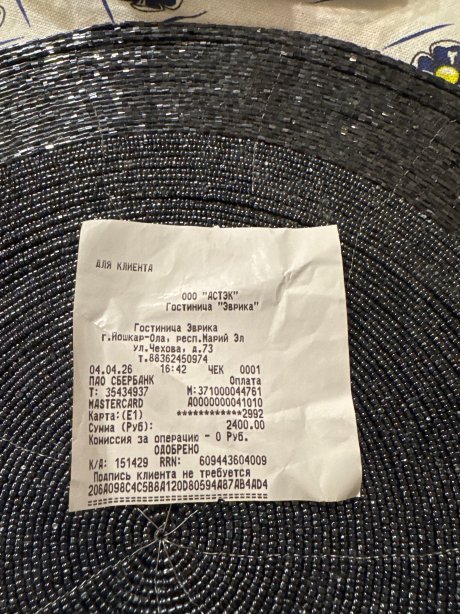 ДЛЯ КЛИЕНТА
ООО "АСТЭК"
Гостиница "Эврика"
Гостиница Эврика
г.Йошкар-Ола, респ.Марий Эл
ул.Чехова, д.73
т.88362450974
04.04.26 16:42 ЧЕК 0001
ПАО СБЕРБАНК Оплата
Т: 35434937 М:371000044761
MASTERCARD A0000000041010
Карта:(E1) ************2992
Сумма (Руб): 2400.00
Комиссия за операцию - 0 Руб.
ОДОБРЕНО
К/А: 151429 RRN: 609443604009
Подпись клиента не требуется
206A098C4C5B8A120D80594A87AB4AD4
================================